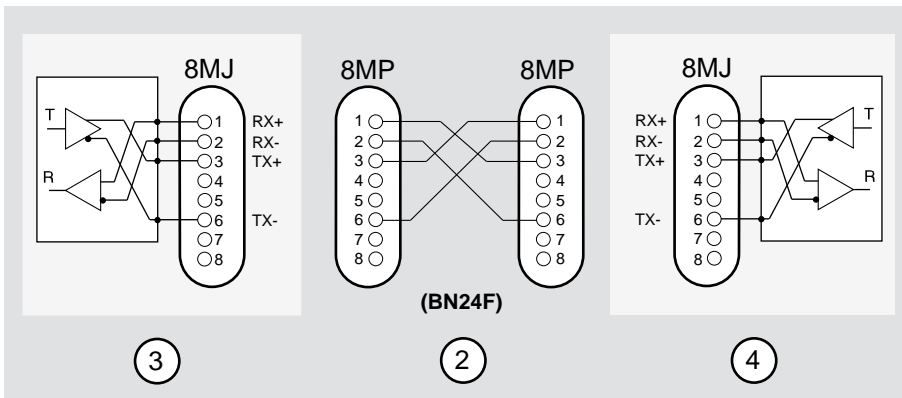 8MJ
T
R
1 RX+
2 RX-
3 TX+
4
5
6 TX-
7
8
3
8MP 8MP
1 1
2 2
3 3
4 4
5 5
6 6
7 7
8 8
(BN24F)
2
8MJ
RX+ 1
RX- 2
TX+ 3
4
5
TX- 6
7
8
T
R
4